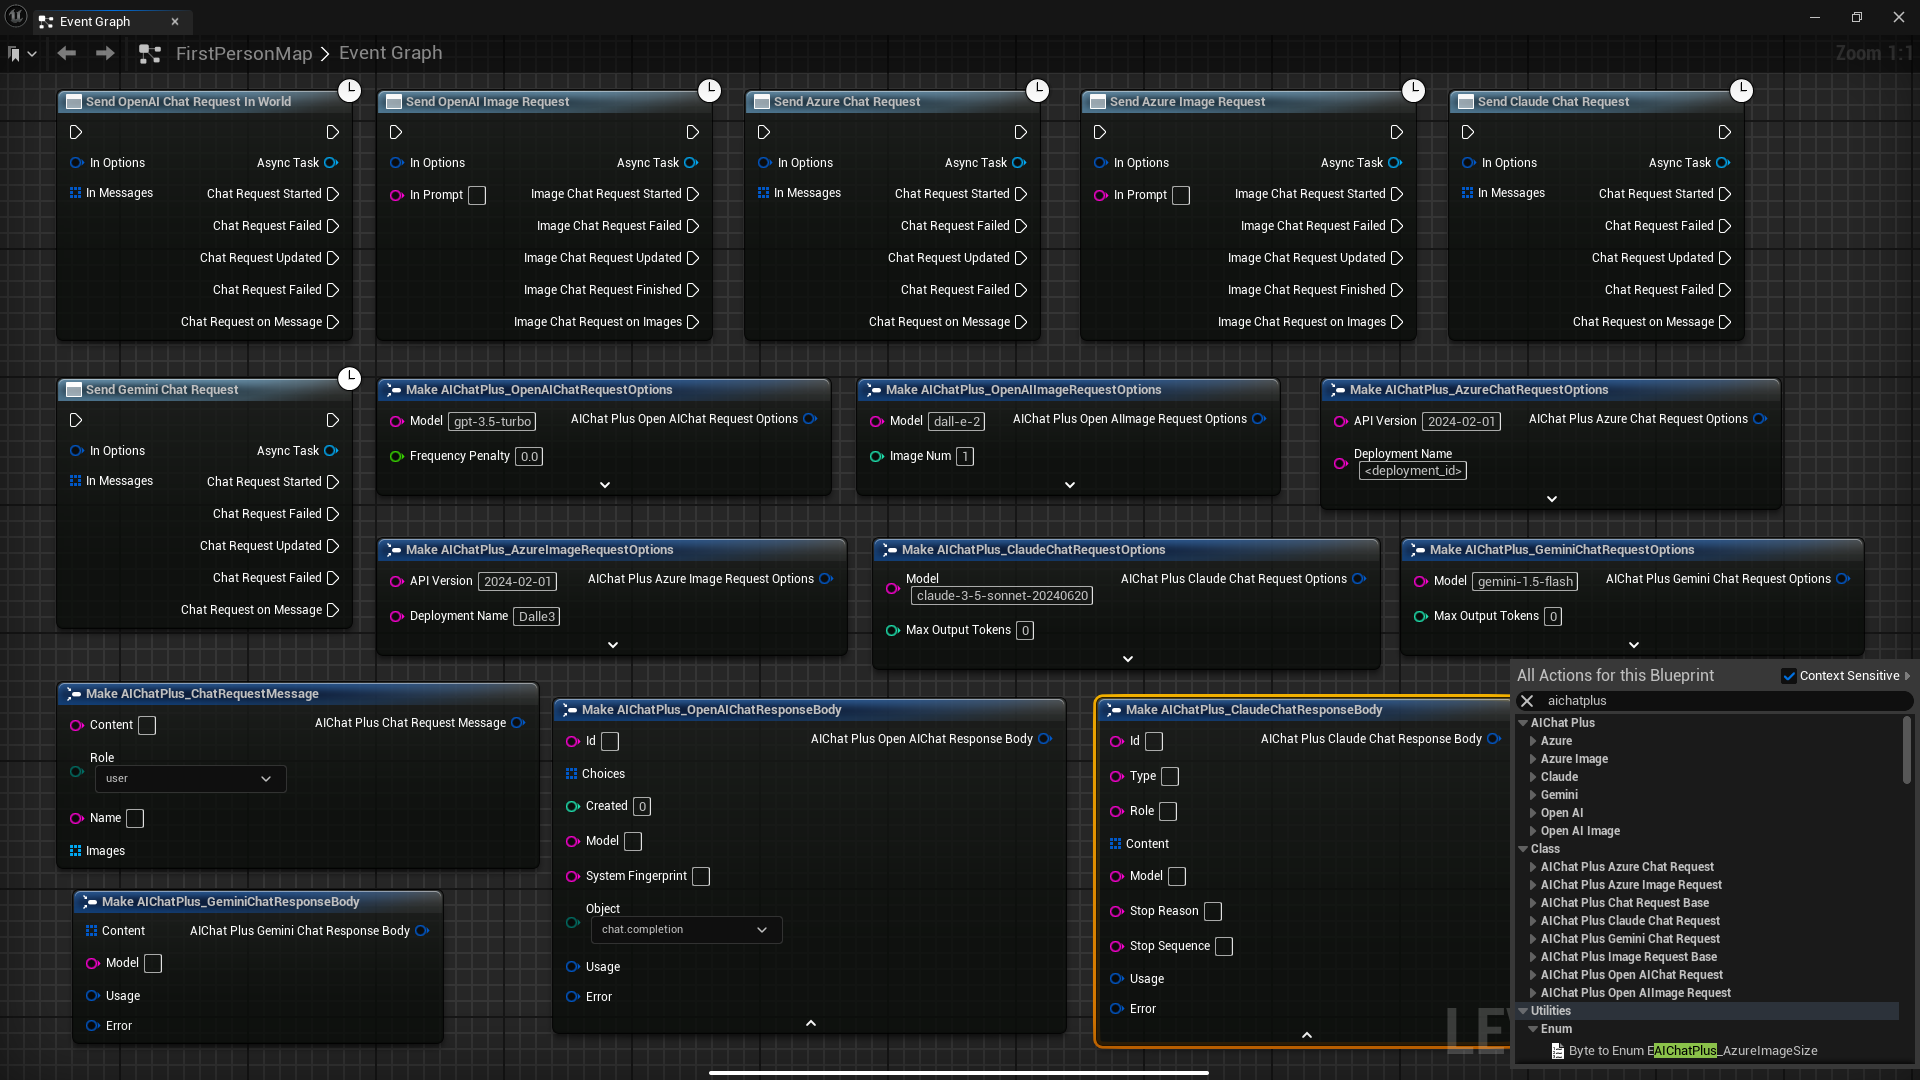 Event Graph
FirstPersonMap > Event Graph
Zoom 1:1
Send OpenAI Chat Request In World
In Options
Async Task
In Messages
Chat Request Started
Chat Request Failed
Chat Request Updated
Chat Request Failed
Chat Request on Message
Send OpenAI Image Request
In Options
Async Task
In Prompt
Image Chat Request Started
Image Chat Request Failed
Image Chat Request Updated
Image Chat Request Finished
Image Chat Request on Images
Send Azure Chat Request
In Options
Async Task
In Messages
Chat Request Started
Chat Request Failed
Chat Request Updated
Chat Request Failed
Chat Request on Message
Send Azure Image Request
In Options
Async Task
In Prompt
Image Chat Request Started
Image Chat Request Failed
Image Chat Request Updated
Image Chat Request Finished
Image Chat Request on Images
Send Claude Chat Request
In Options
Async Task
In Messages
Chat Request Started
Chat Request Failed
Chat Request Updated
Chat Request Failed
Chat Request on Message
Send Gemini Chat Request
In Options
Async Task
In Messages
Chat Request Started
Chat Request Failed
Chat Request Updated
Chat Request Failed
Chat Request on Message
Make AIChatPlus_OpenAIChatRequestOptions
Model gpt-3.5-turbo
AIChat Plus Open AIChat Request Options
Frequency Penalty 0.0
Make AIChatPlus_OpenAIImageRequestOptions
Model dall-e-2
AIChat Plus Open AIImage Request Options
Image Num 1
Make AIChatPlus_AzureChatRequestOptions
API Version 2024-02-01
AIChat Plus Azure Chat Request Options
Deployment Name
<deployment_id>
Make AIChatPlus_AzureImageRequestOptions
API Version 2024-02-01
AIChat Plus Azure Image Request Options
Deployment Name Dalle3
Make AIChatPlus_ClaudeChatRequestOptions
Model
AIChat Plus Claude Chat Request Options
claude-3-5-sonnet-20240620
Max Output Tokens 0
Make AIChatPlus_GeminiChatRequestOptions
Model gemini-1.5-flash
AIChat Plus Gemini Chat Request Options
Max Output Tokens 0
Make AIChatPlus_ChatRequestMessage
Content
AIChat Plus Chat Request Message
Role
user
Name
Images
Make AIChatPlus_GeminiChatResponseBody
Content
AIChat Plus Gemini Chat Response Body
Model
Usage
Error
Make AIChatPlus_OpenAIChatResponseBody
Id
AIChat Plus Open AIChat Response Body
Choices
Created 0
Model
System Fingerprint
Object
chat.completion
Usage
Error
Make AIChatPlus_ClaudeChatResponseBody
Id
AIChat Plus Claude Chat Response Body
Type
Role
Content
Model
Stop Reason
Stop Sequence
Usage
Error
All Actions for this Blueprint
Context Sensitive
aichatplus
AIChat Plus
Azure
Azure Image
Claude
Gemini
Open AI
Open AI Image
Class
AIChat Plus Azure Chat Request
AIChat Plus Azure Image Request
AIChat Plus Chat Request Base
AIChat Plus Claude Chat Request
AIChat Plus Gemini Chat Request
AIChat Plus Image Request Base
AIChat Plus Open AIChat Request
AIChat Plus Open AIImage Request
Utilities
Enum
Byte to Enum EAIChatPlus_AzureImageSize